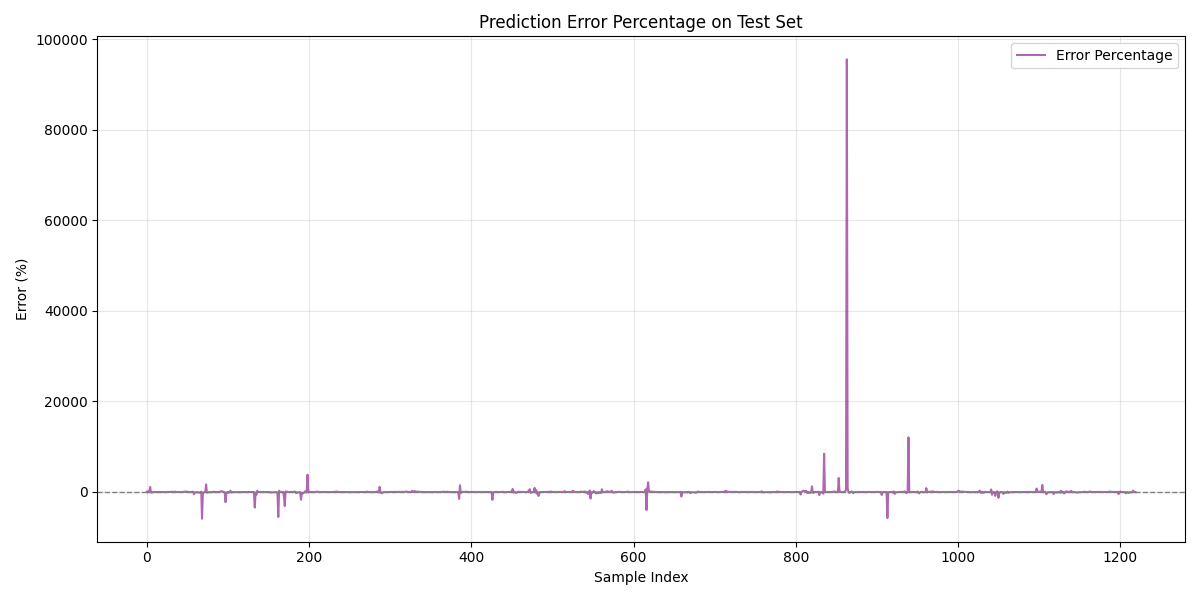 Prediction Error Percentage on Test Set
Error Percentage
100000
80000
60000
40000
20000
0
Error (%)
0 200 400 600 800 1000 1200
Sample Index